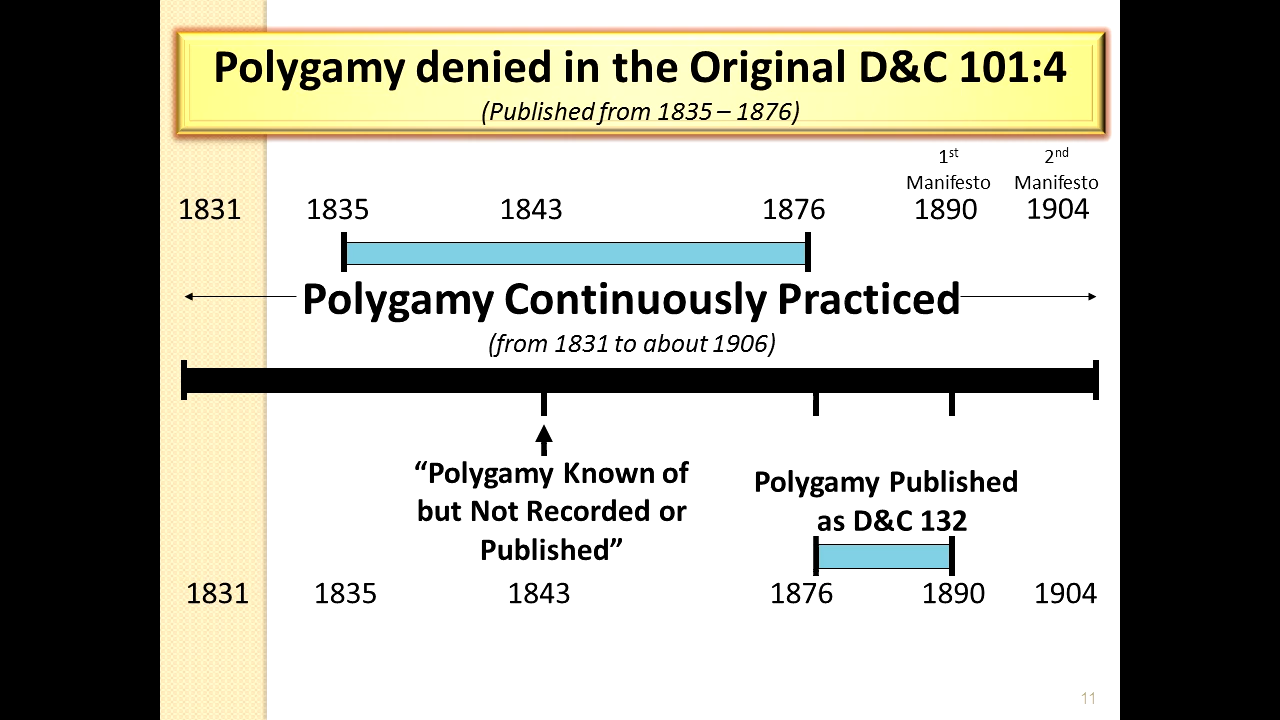 Polygamy denied in the Original D&C 101:4
(Published from 1835 – 1876)
1st Manifesto
2nd Manifesto
1831 1835 1843 1876 1890 1904
Polygamy Continuously Practiced
(from 1831 to about 1906)
“Polygamy Known of
but Not Recorded or
Published”
Polygamy Published
as D&C 132
1831 1835 1843 1876 1890 1904
11